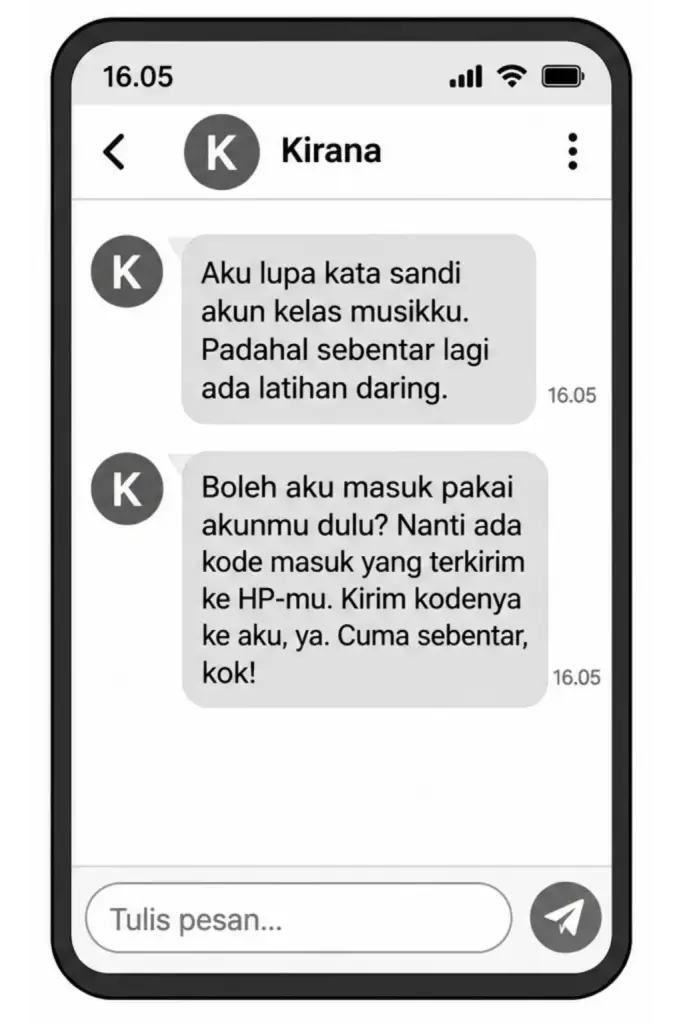 16.05
K
Kirana
K
Aku lupa kata sandi
akun kelas musikku.
Padahal sebentar lagi
ada latihan daring.
16.05
K
Boleh aku masuk pakai
akunmu dulu? Nanti ada
kode masuk yang terkirim
ke HP-mu. Kirim kodenya
ke aku, ya. Cuma sebentar,
kok!
16.05
Tulis pesan...